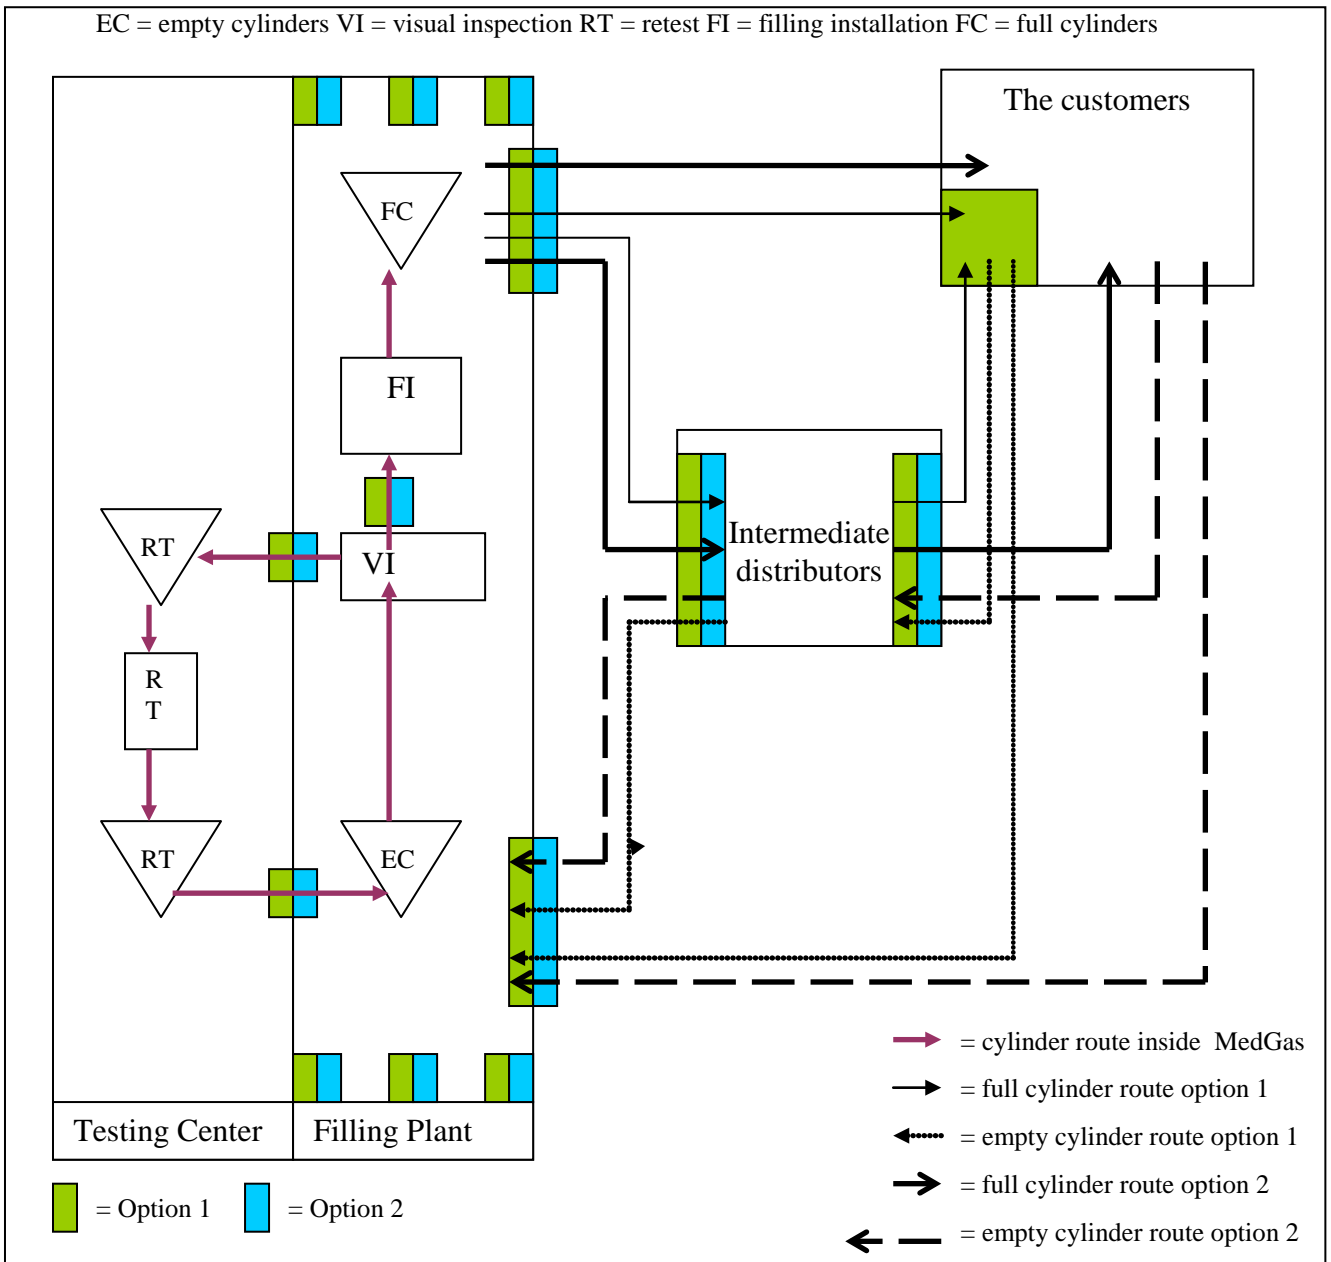 EC = empty cylinders VI = visual inspection RT = retest FI = filling installation FC = full cylinders
The customers
FC
FI
RT
VI
Intermediate
distributors
R
T
RT
EC
= cylinder route inside MedGas
= full cylinder route option 1
= empty cylinder route option 1
= full cylinder route option 2
= empty cylinder route option 2
Testing Center
Filling Plant
= Option 1
= Option 2